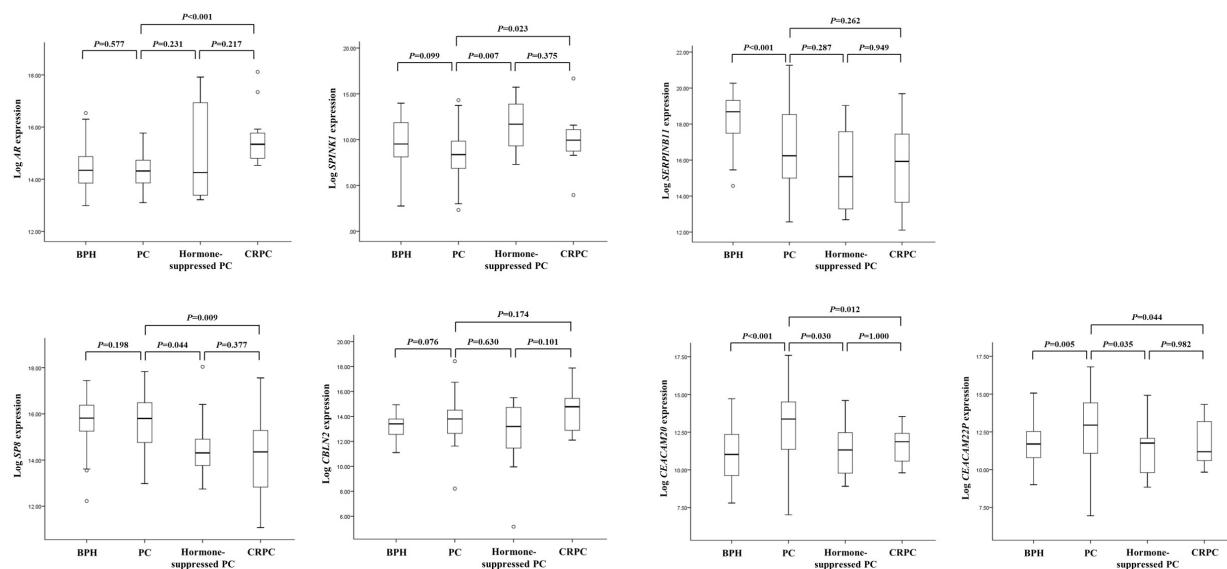 P<0.001
P=0.577
P=0.231
P=0.217
18.00
16.00
14.00
12.00
Log AR expression
BPH
PC
Hormone-
suppressed PC
CRPC
P=0.023
P=0.099
P=0.007
P=0.375
20.00
15.00
10.00
5.00
.00
Log SPINK1 expression
BPH
PC
Hormone-
suppressed PC
CRPC
P=0.262
P<0.001
P=0.287
P=0.949
22.00
20.00
18.00
16.00
14.00
12.00
Log SERPINB11 expression
BPH
PC
Hormone-
suppressed PC
CRPC
P=0.009
P=0.198
P=0.044
P=0.377
18.00
16.00
14.00
12.00
Log SP8 expression
BPH
PC
Hormone-
suppressed PC
CRPC
P=0.174
P=0.076
P=0.630
P=0.101
20.00
18.00
16.00
14.00
12.00
10.00
8.00
6.00
Log CBLN2 expression
BPH
PC
Hormone-
suppressed PC
CRPC
P=0.012
P<0.001
P=0.030
P=1.000
17.50
15.00
12.50
10.00
7.50
Log CEACAM20 expression
BPH
PC
Hormone-
suppressed PC
CRPC
P=0.044
P=0.005
P=0.035
P=0.982
17.50
15.00
12.50
10.00
7.50
Log CEACAM22P expression
BPH
PC
Hormone-
suppressed PC
CRPC